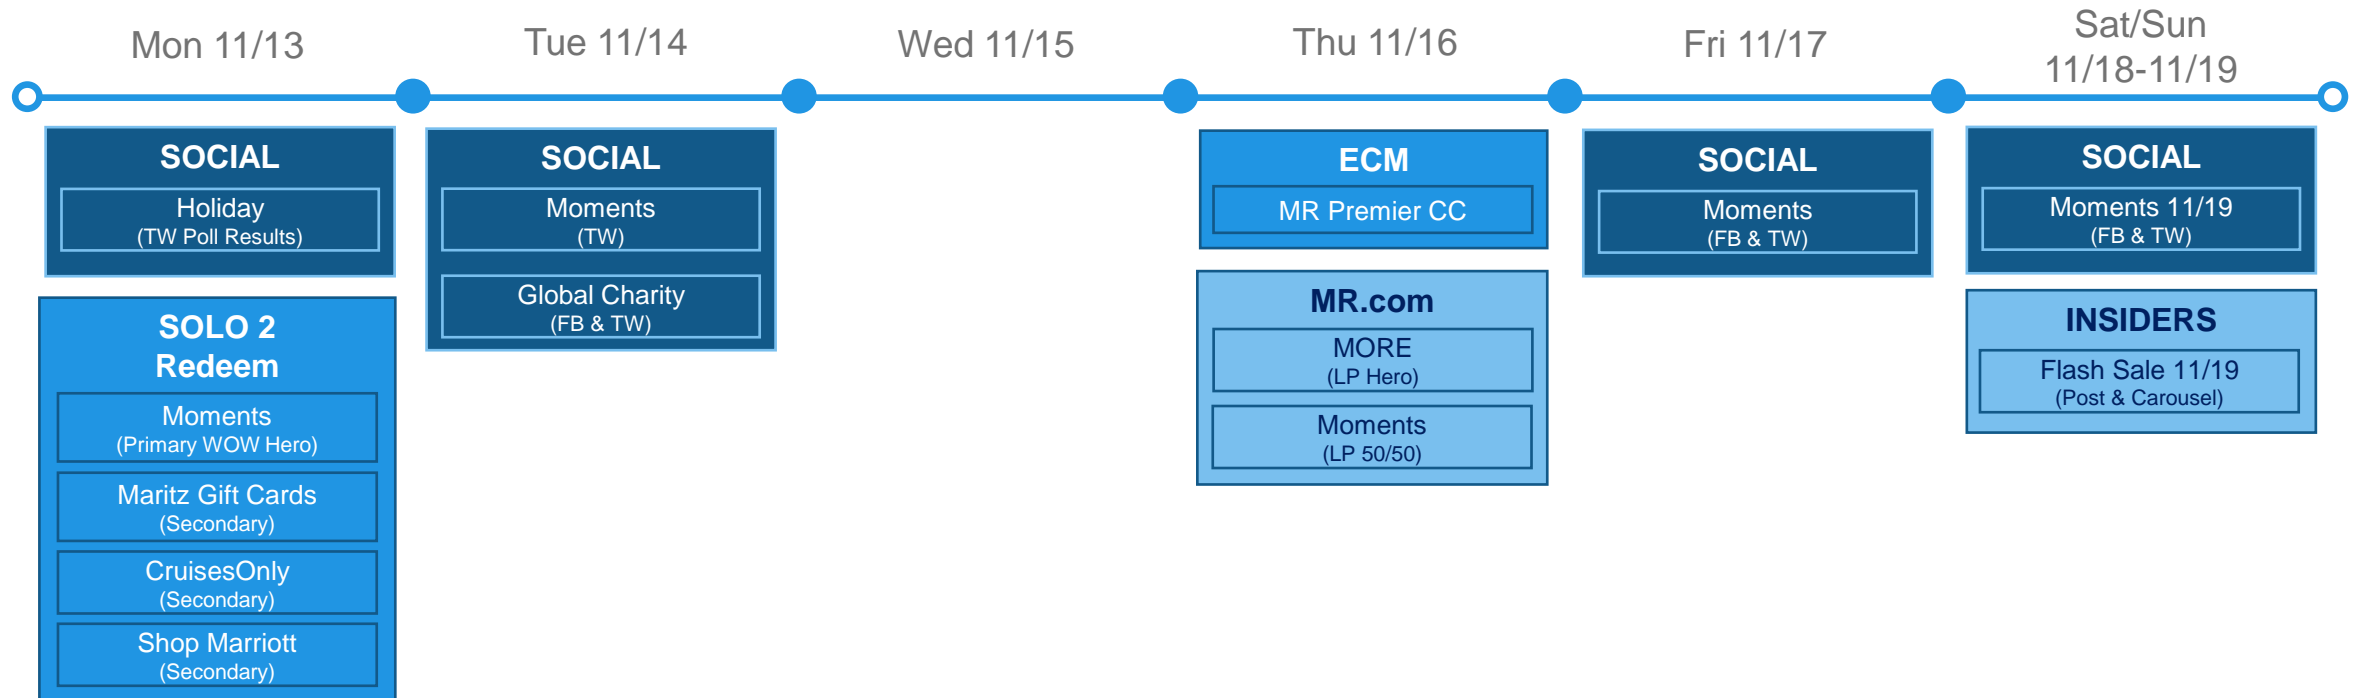 Mon 11/13
Tue 11/14
Wed 11/15
Thu 11/16
Fri 11/17
Sat/Sun
11/18-11/19
SOCIAL
Holiday
(TW Poll Results)
SOLO 2
Redeem
Moments
(Primary WOW Hero)
Maritz Gift Cards
(Secondary)
CruisesOnly
(Secondary)
Shop Marriott
(Secondary)
SOCIAL
Moments
(TW)
Global Charity
(FB & TW)
ECM
MR Premier CC
MR.com
MORE
(LP Hero)
Moments
(LP 50/50)
SOCIAL
Moments
(FB & TW)
SOCIAL
Moments 11/19
(FB & TW)
INSIDERS
Flash Sale 11/19
(Post & Carousel)